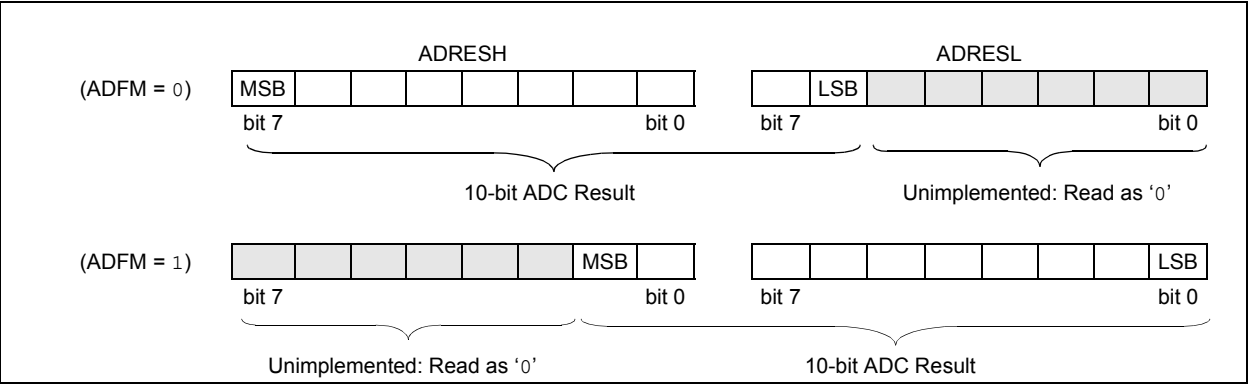 ADRESH ADRESL
(ADFM = 0) MSB LSB
bit 7 bit 0 bit 7 bit 0
10-bit ADC Result Unimplemented: Read as ‘0’
(ADFM = 1) MSB LSB
bit 7 bit 0 bit 7 bit 0
Unimplemented: Read as ‘0’ 10-bit ADC Result